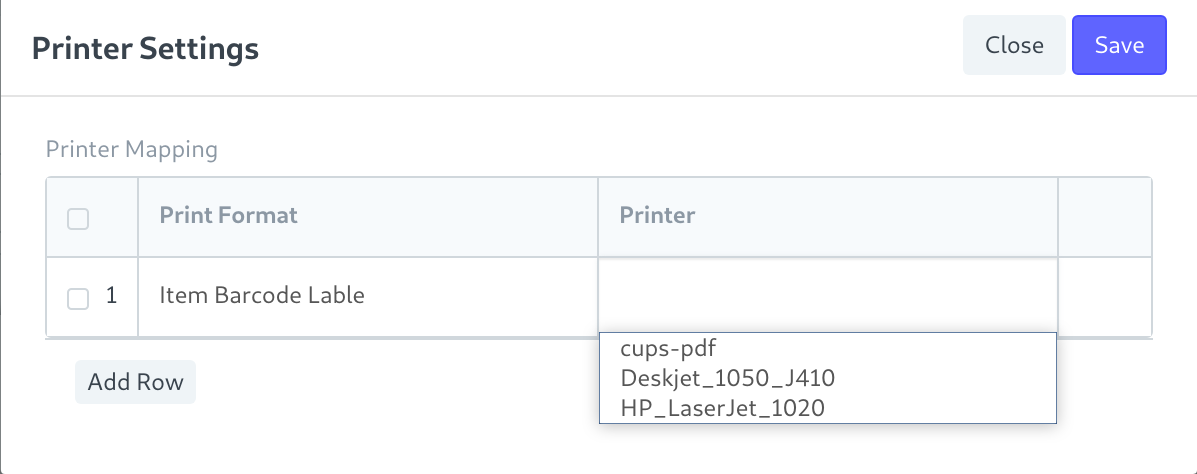 Printer Settings
Close
Save
Printer Mapping
Print Format
Printer
1
Item Barcode Lable
cups-pdf
Deskjet_1050_J410
HP_LaserJet_1020
Add Row